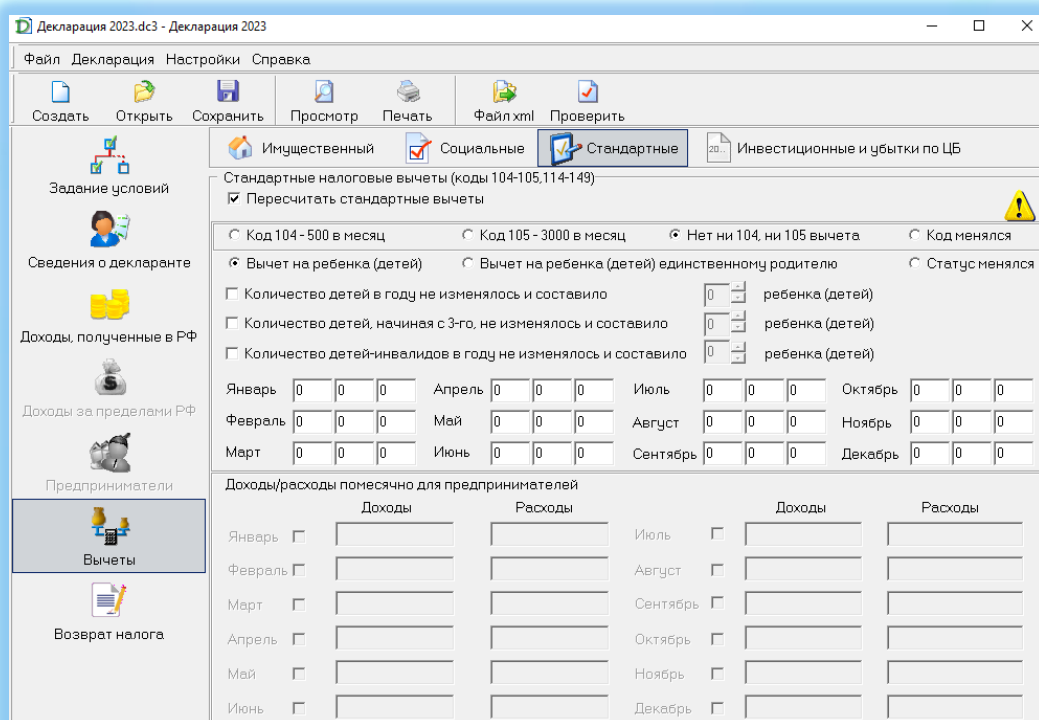 Декларация 2023.dc3 - Декларация 2023
Файл Декларация Настройки Справка
Создать Открыть Сохранить Просмотр Печать Файл xml Проверить
Задание условий
Сведения о декларанте
Доходы, полученные в РФ
Доходы за пределами РФ
Предприниматели
Вычеты
Возврат налога
Имущественный Социальные Стандартные 20... Инвестиционные и убытки по ЦБ
Стандартные налоговые вычеты (коды 104-105,114-149)
Пересчитать стандартные вычеты
Код 104 - 500 в месяц Код 105 - 3000 в месяц Нет ни 104, ни 105 вычета Код менялся
Вычет на ребенка (детей) Вычет на ребенка (детей) единственному родителю Статус менялся
Количество детей в году не изменялось и составило 0 ребенка (детей)
Количество детей, начиная с 3-го, не изменялось и составило 0 ребенка (детей)
Количество детей-инвалидов в году не изменялось и составило 0 ребенка (детей)
Январь 0 0 0 Апрель 0 0 0 Июль 0 0 0 Октябрь 0 0 0
Февраль 0 0 0 Май 0 0 0 Август 0 0 0 Ноябрь 0 0 0
Март 0 0 0 Июнь 0 0 0 Сентябрь 0 0 0 Декабрь 0 0 0
Доходы/расходы помесячно для предпринимателей
Доходы Расходы Доходы Расходы
Январь Июль
Февраль Август
Март Сентябрь
Апрель Октябрь
Май Ноябрь
Июнь Декабрь